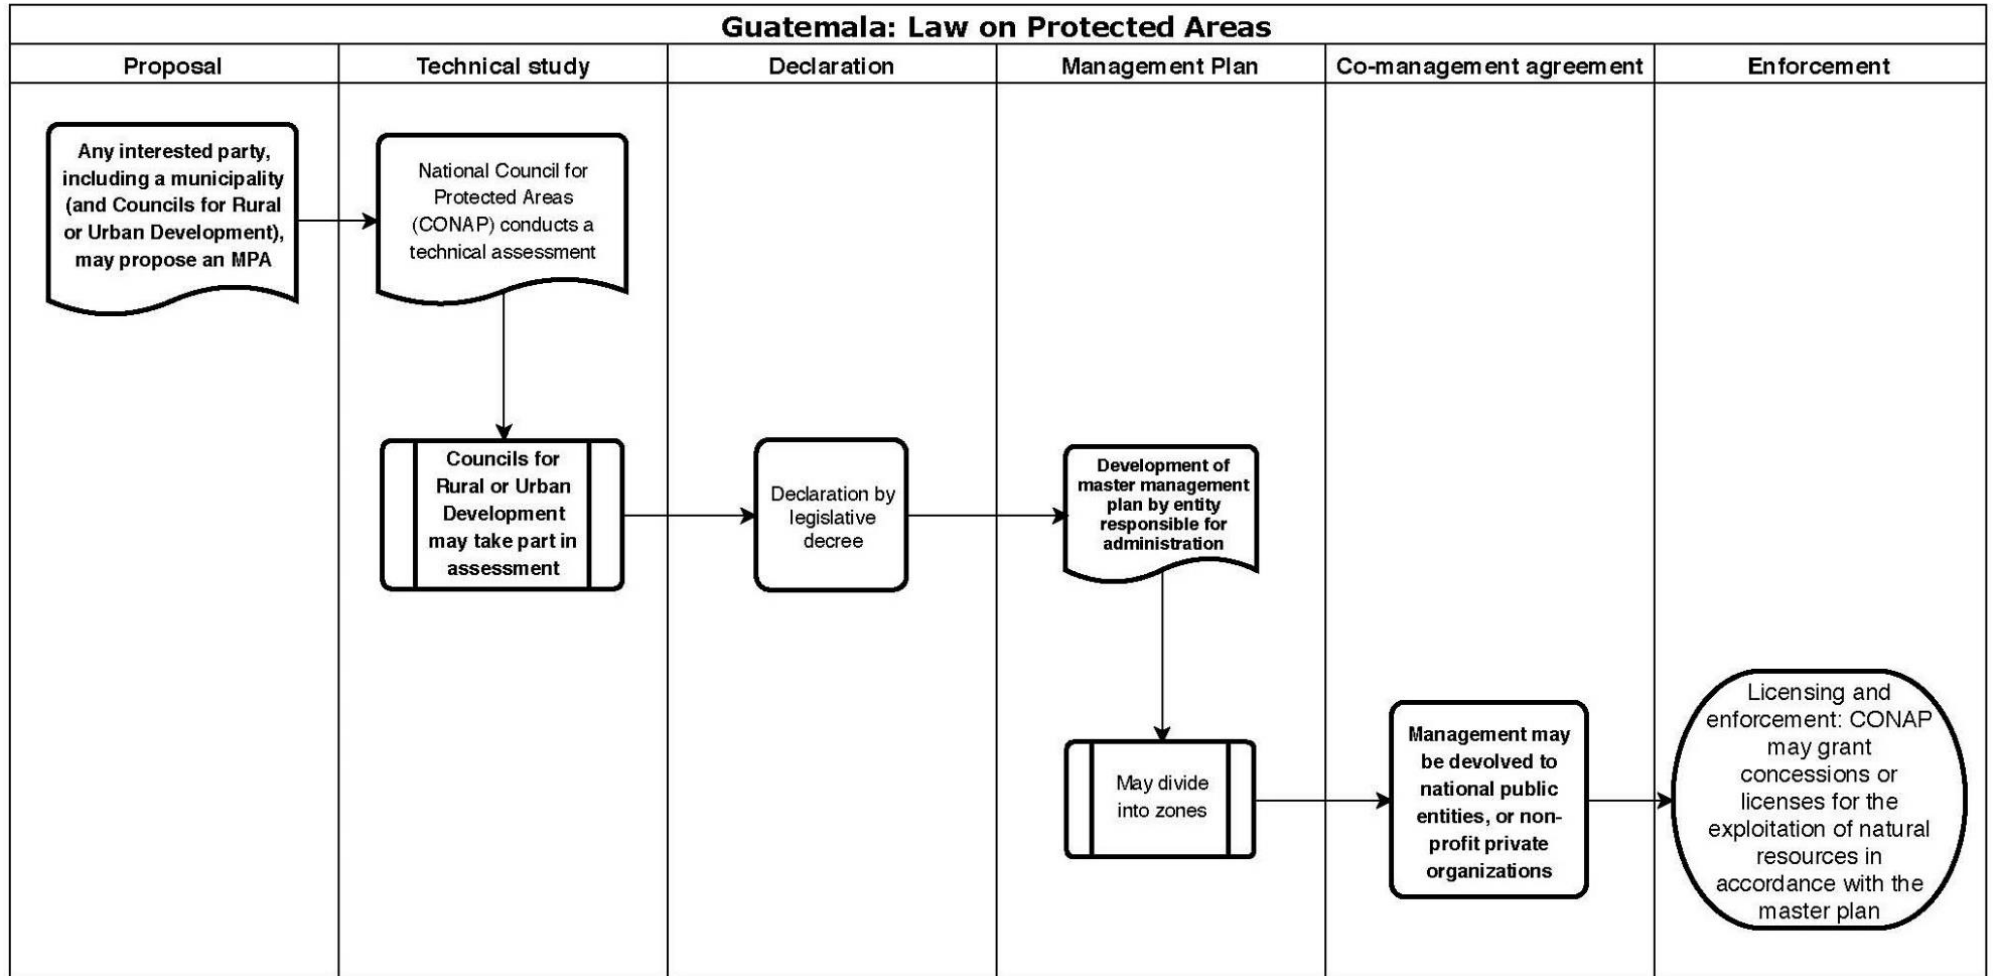 Guatemala: Law on Protected Areas
Proposal
Technical study
Declaration
Management Plan
Co-management agreement
Enforcement
Any interested party,
including a municipality
(and Councils for Rural
or Urban Development),
may propose an MPA
National Council for
Protected Areas
(CONAP) conducts a
technical assessment
Councils for
Rural or Urban
Development
may take part in
assessment
Declaration by
legislative
decree
Development of
master management
plan by entity
responsible for
administration
May divide
into zones
Management may
be devolved to
national public
entities, or non-
profit private
organizations
Licensing and
enforcement: CONAP
may grant
concessions or
licenses for the
exploitation of natural
resources in
accordance with the
master plan